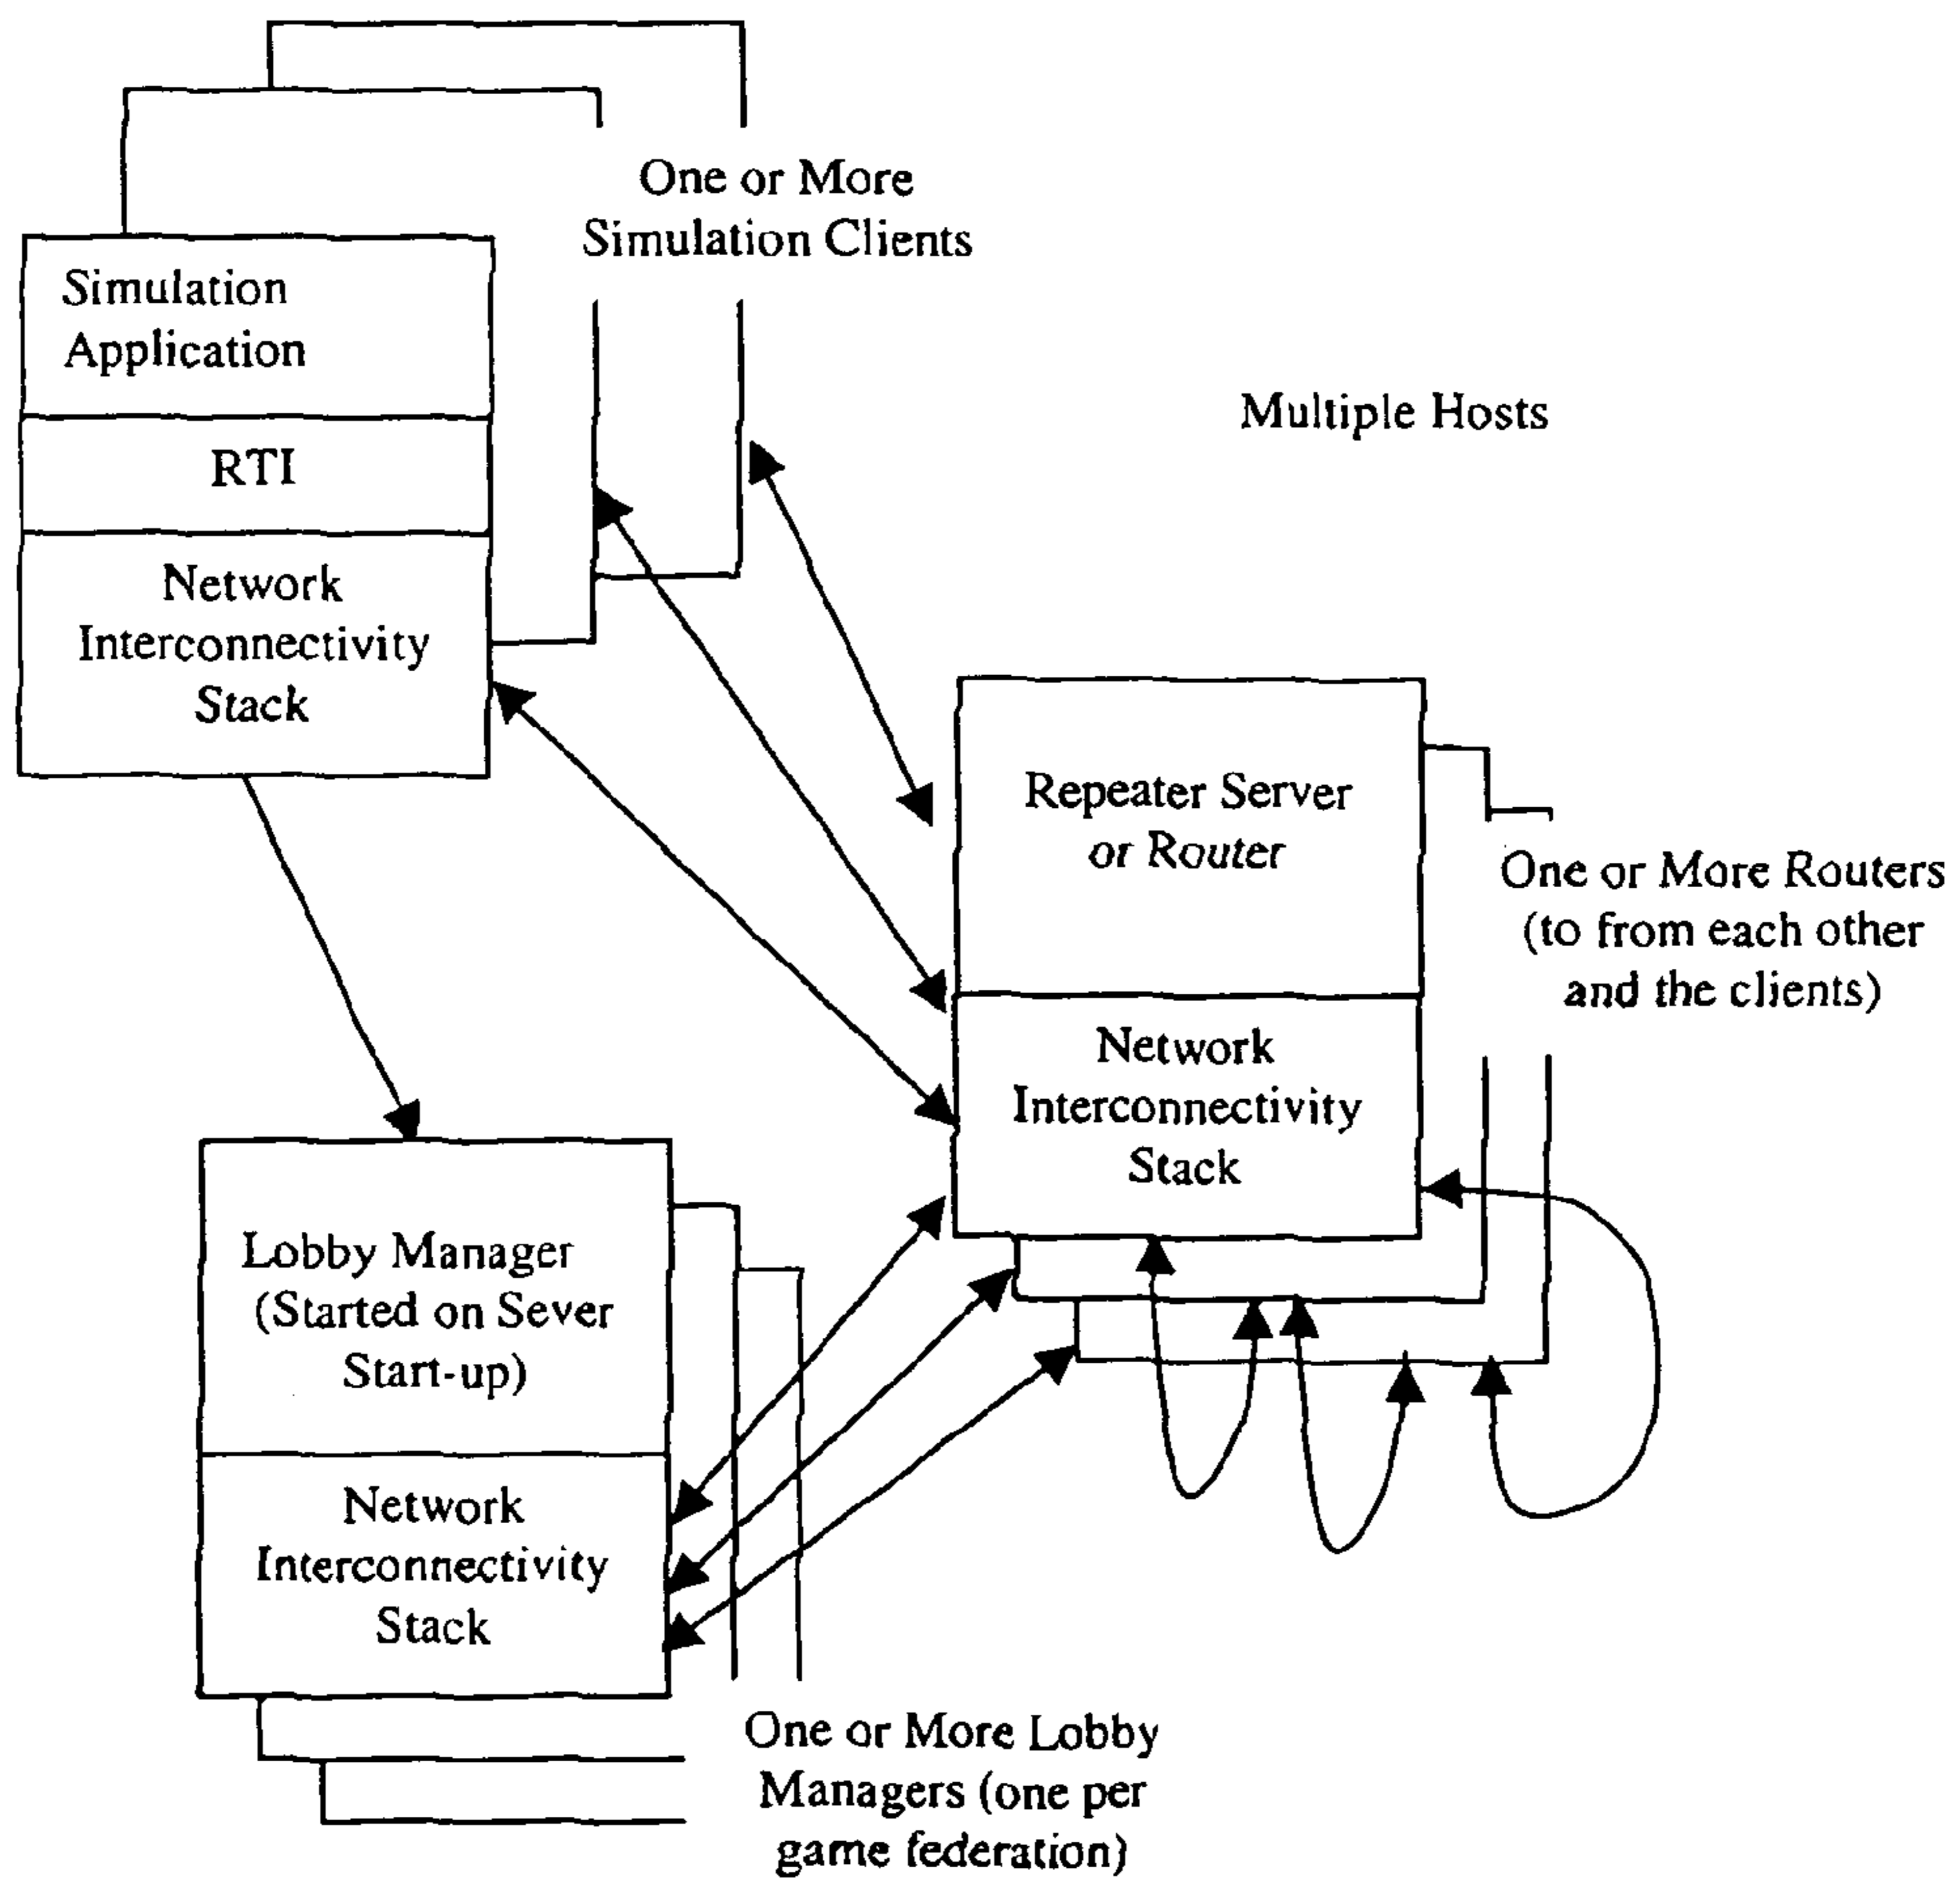 One or More
Simulation Clients
Simulation
Application
RTI
Network
Interconnectivity
Stack
Multiple Hosts
Repeater Server
or Router
Network
Interconnectivity
Stack
One or More Routers
(to from each other
and the clients)
Lobby Manager
(Started on Sever
Start-up)
Network
Interconnectivity
Stack
One or More Lobby
Managers (one per
game federation)